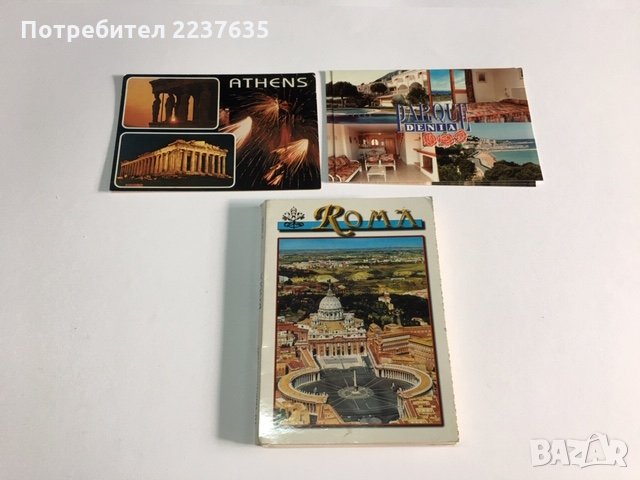 Потребител 2237635
ATHENS
PARQUE
DENIA
ROMA
BAZAR